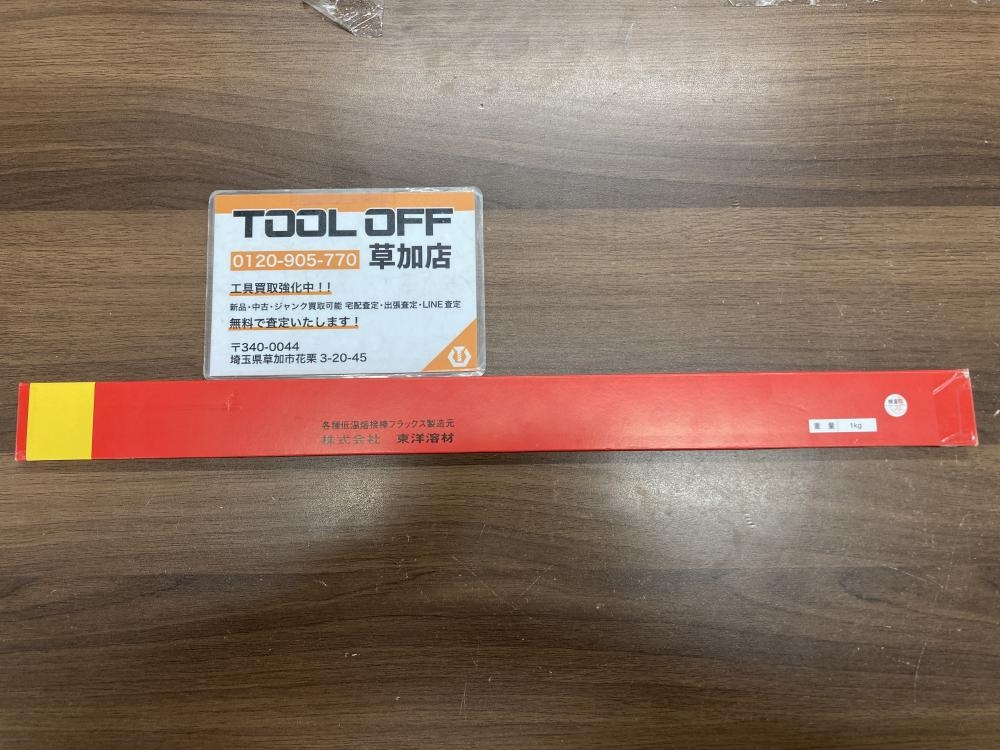 TOOL OFF
0120-905-770 草加店
工具買取強化中!!
新品・中古・ジャンク買取可能 宅配査定・出張査定・LINE査定
無料で査定いたします!
〒340-0044
埼玉県草加市花栗 3-20-45
各種低温熔接棒フラックス製造元
株式会社 東洋溶材
重量 1kg